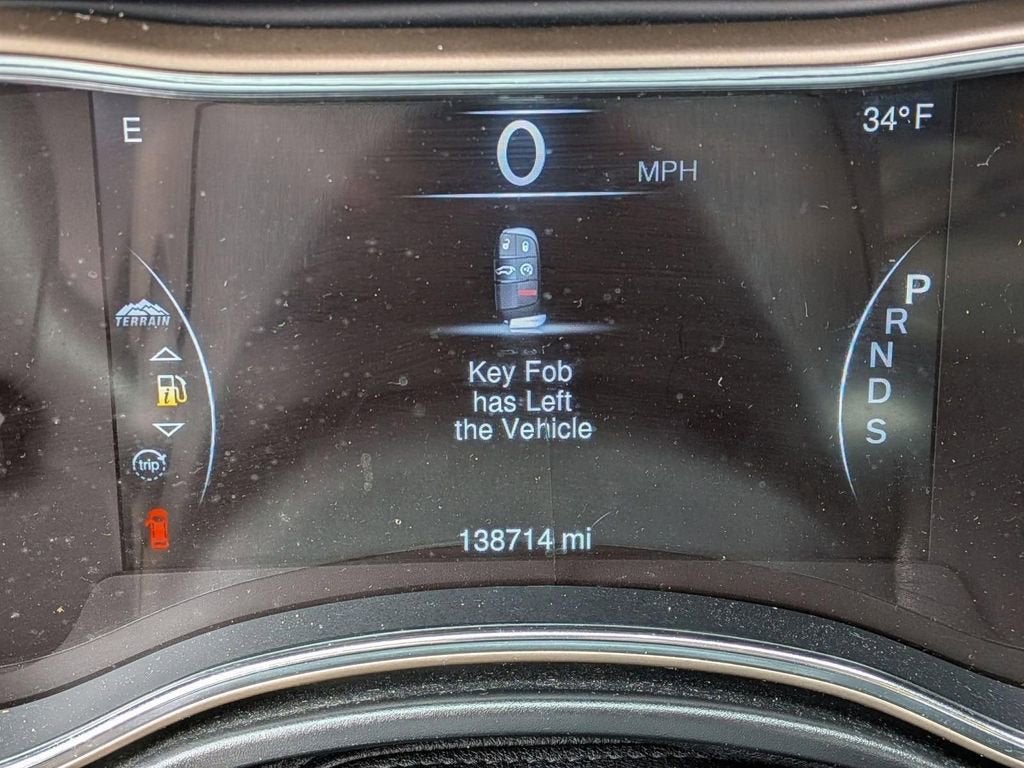 E
0 MPH
34°F
TERRAIN
trip
Key Fob
has Left
the Vehicle
P
R
N
D
S
138714 mi